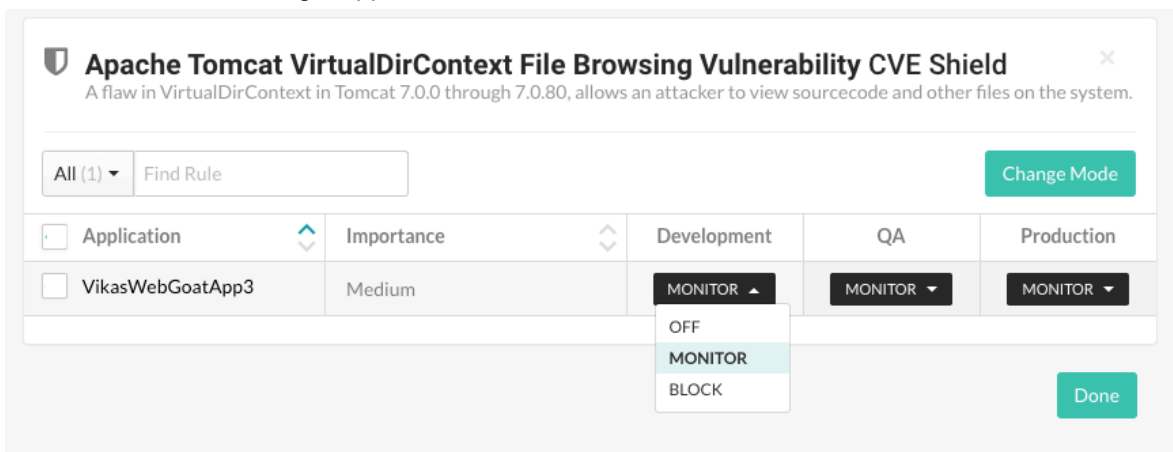 Apache Tomcat VirtualDirContext File Browsing Vulnerability CVE Shield
A flaw in VirtualDirContext in Tomcat 7.0.0 through 7.0.80, allows an attacker to view sourcecode and other files on the system.
All (1) Find Rule Change Mode
Application Importance Development QA Production
VikasWebGoatApp3 Medium MONITOR MONITOR MONITOR
OFF
MONITOR
BLOCK
Done